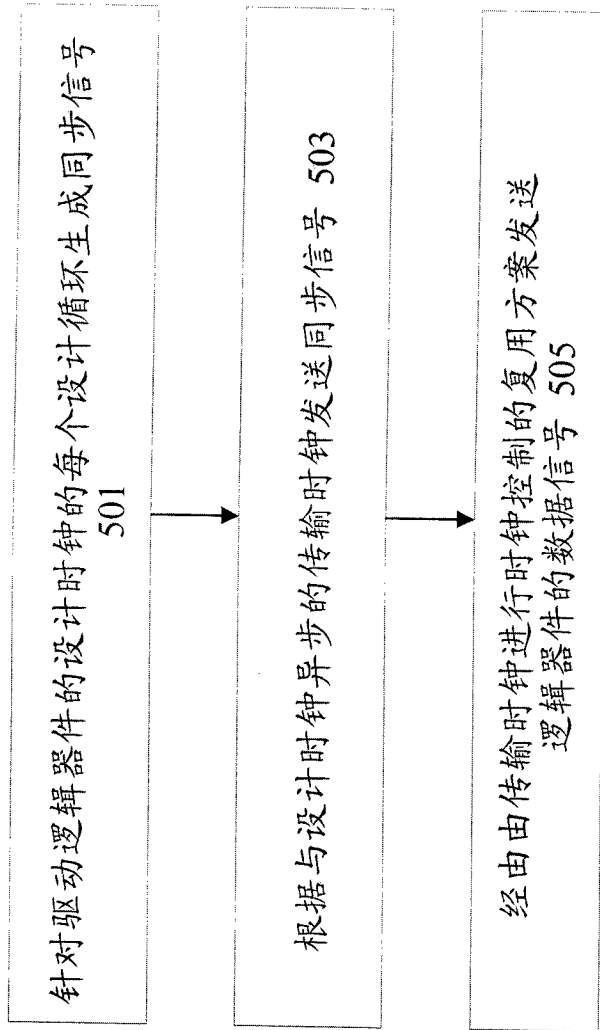 针对驱动逻辑器件的设计时钟的每个设计循环生成同步信号
501
根据与设计时钟异步的传输时钟发送同步信号 503
经由由传输时钟进行时钟控制的复用方案发送
逻辑器件的数据信号 505